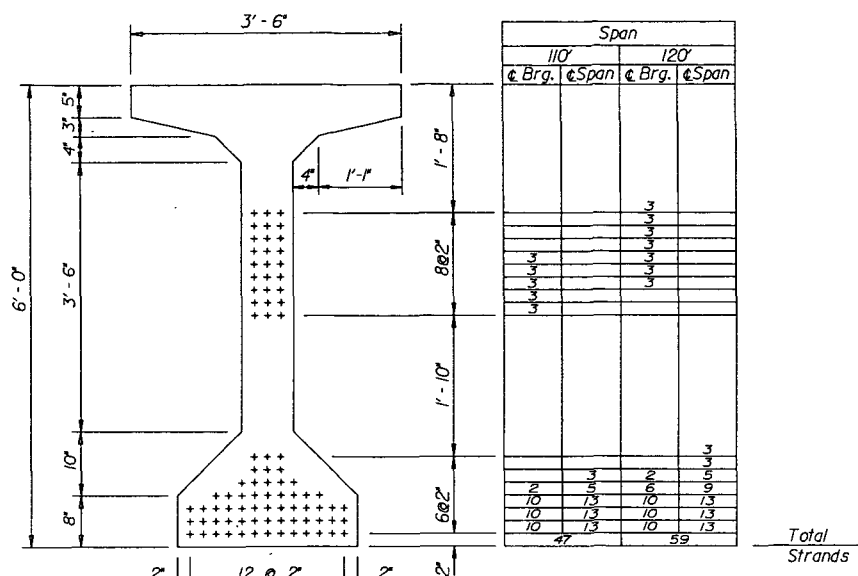 3'-6"
Span
110' 120'
℄ Brg. ℄ Span ℄ Brg. ℄ Span
5"
3"
4"
4" 1'-1"
1'-8"
3'-6"
6'-0"
8@2"
3
3
3
3
3 3
3 3
3 3
3
3
1'-10"
10"
8"
6@2"
3
3
3 2 5
2 5 6 9
10 13 10 13
10 13 10 13
10 13 10 13
47 59
Total
Strands
2" 12 @ 2" 2"
2"